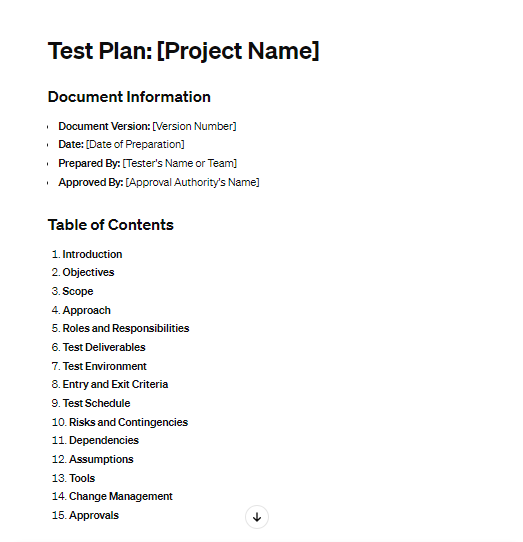 Test Plan: [Project Name]
Document Information
Document Version: [Version Number]
Date: [Date of Preparation]
Prepared By: [Tester's Name or Team]
Approved By: [Approval Authority's Name]
Table of Contents
1. Introduction
2. Objectives
3. Scope
4. Approach
5. Roles and Responsibilities
6. Test Deliverables
7. Test Environment
8. Entry and Exit Criteria
9. Test Schedule
10. Risks and Contingencies
11. Dependencies
12. Assumptions
13. Tools
14. Change Management
15. Approvals